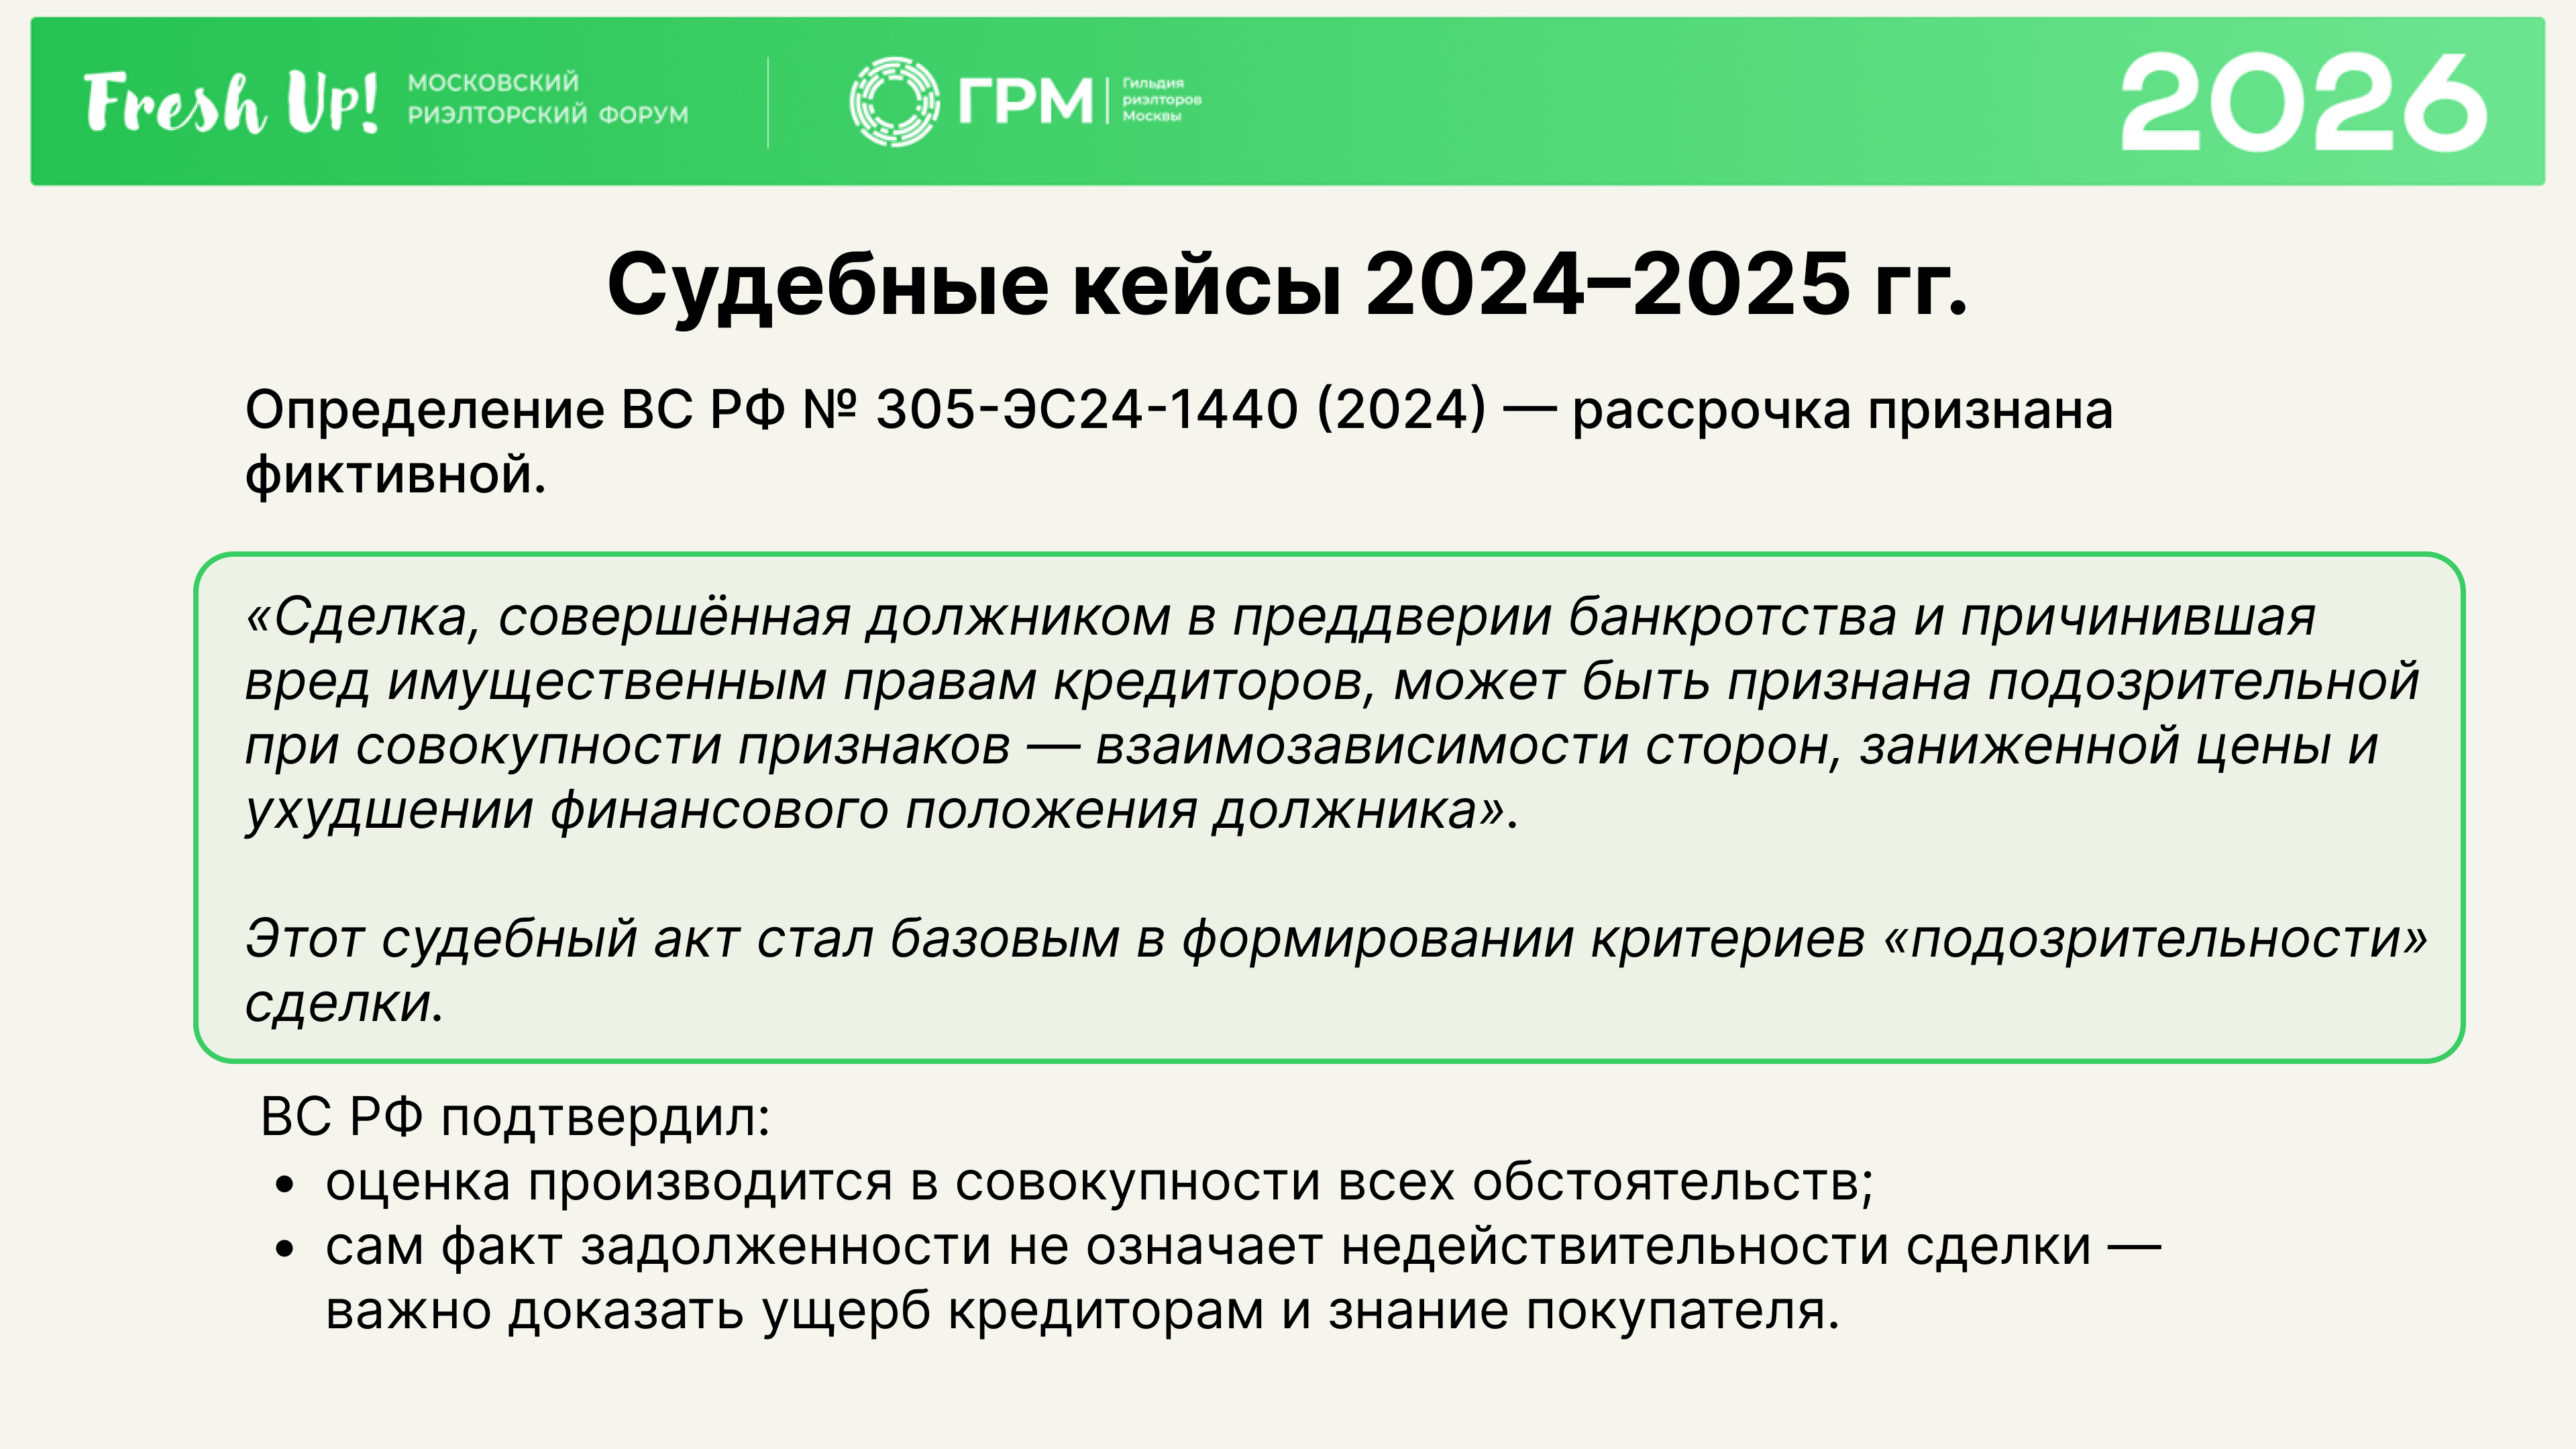 Fresh Up!
МОСКОВСКИЙ
РИЭЛТОРСКИЙ ФОРУМ
ГРМ
Гильдия
риэлторов
Москвы
2026
Судебные кейсы 2024–2025 гг.
Определение ВС РФ № 305-ЭС24-1440 (2024) — рассрочка признана
фиктивной.
«Сделка, совершённая должником в преддверии банкротства и причинившая
вред имущественным правам кредиторов, может быть признана подозрительной
при совокупности признаков — взаимозависимости сторон, заниженной цены и
ухудшении финансового положения должника».
Этот судебный акт стал базовым в формировании критериев «подозрительности»
сделки.
ВС РФ подтвердил:
• оценка производится в совокупности всех обстоятельств;
• сам факт задолженности не означает недействительности сделки —
важно доказать ущерб кредиторам и знание покупателя.